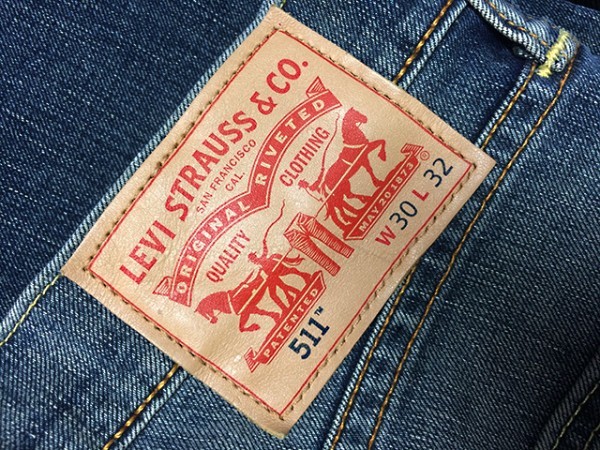 LEVI STRAUSS & CO.
SAN FRANCISCO
CAL.
ORIGINAL RIVETED
QUALITY CLOTHING
PATENTED MAY 20 1873 ®
511™ W 30 L 32